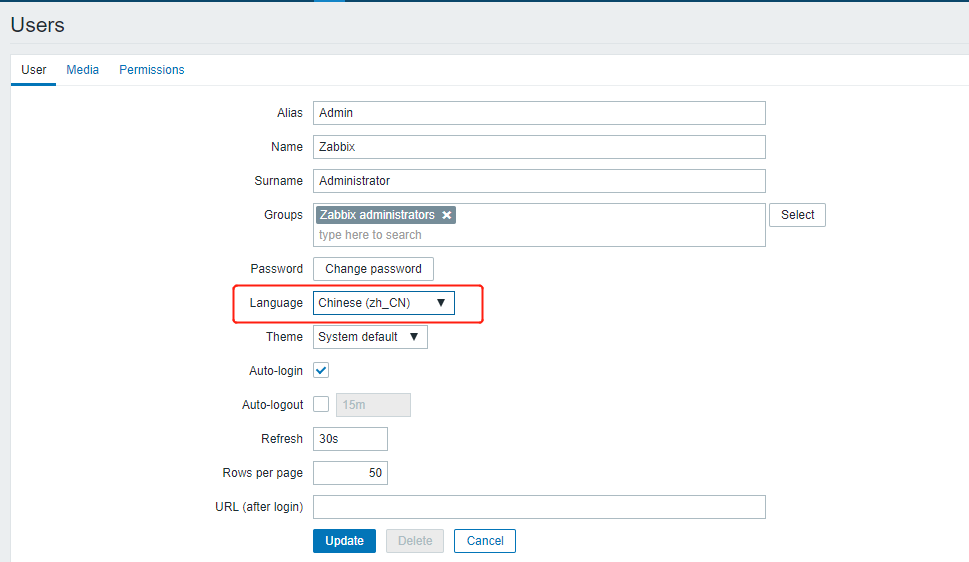 Users
User Media Permissions
Alias Admin
Name Zabbix
Surname Administrator
Groups Zabbix administrators Select
type here to search
Password Change password
Language Chinese (zh_CN)
Theme System default
Auto-login
Auto-logout 15m
Refresh 30s
Rows per page 50
URL (after login)
Update Delete Cancel